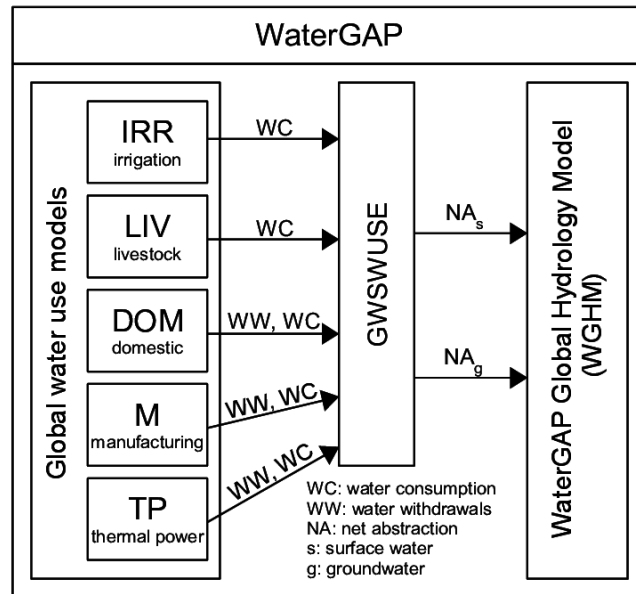 WaterGAP
Global water use models
IRR
irrigation
LIV
livestock
DOM
domestic
M
manufacturing
TP
thermal power
WC
WC
WW, WC
WW, WC
WW, WC
GWSWUSE
NAs
NAg
WaterGAP Global Hydrology Model
(WGHM)
WC: water consumption
WW: water withdrawals
NA: net abstraction
s: surface water
g: groundwater